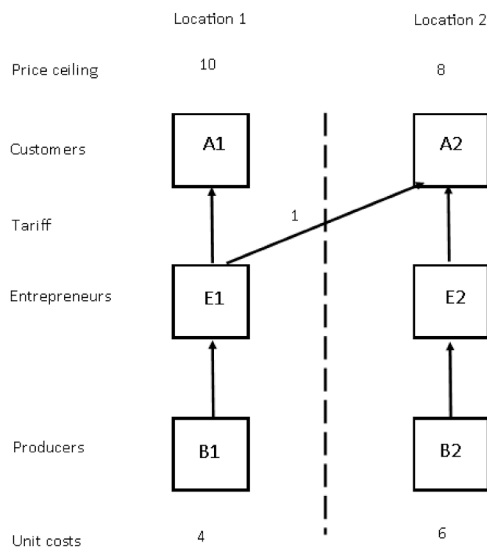 Location 1 Location 2
Price ceiling 10 8
Customers A1 A2
Tariff 1
Entrepreneurs E1 E2
Producers B1 B2
Unit costs 4 6